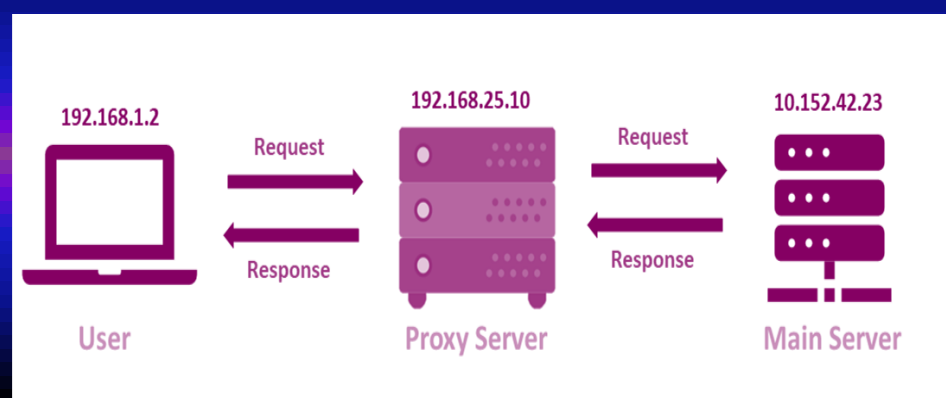 192.168.1.2
192.168.25.10
10.152.42.23
Request
Request
Response
Response
User
Proxy Server
Main Server